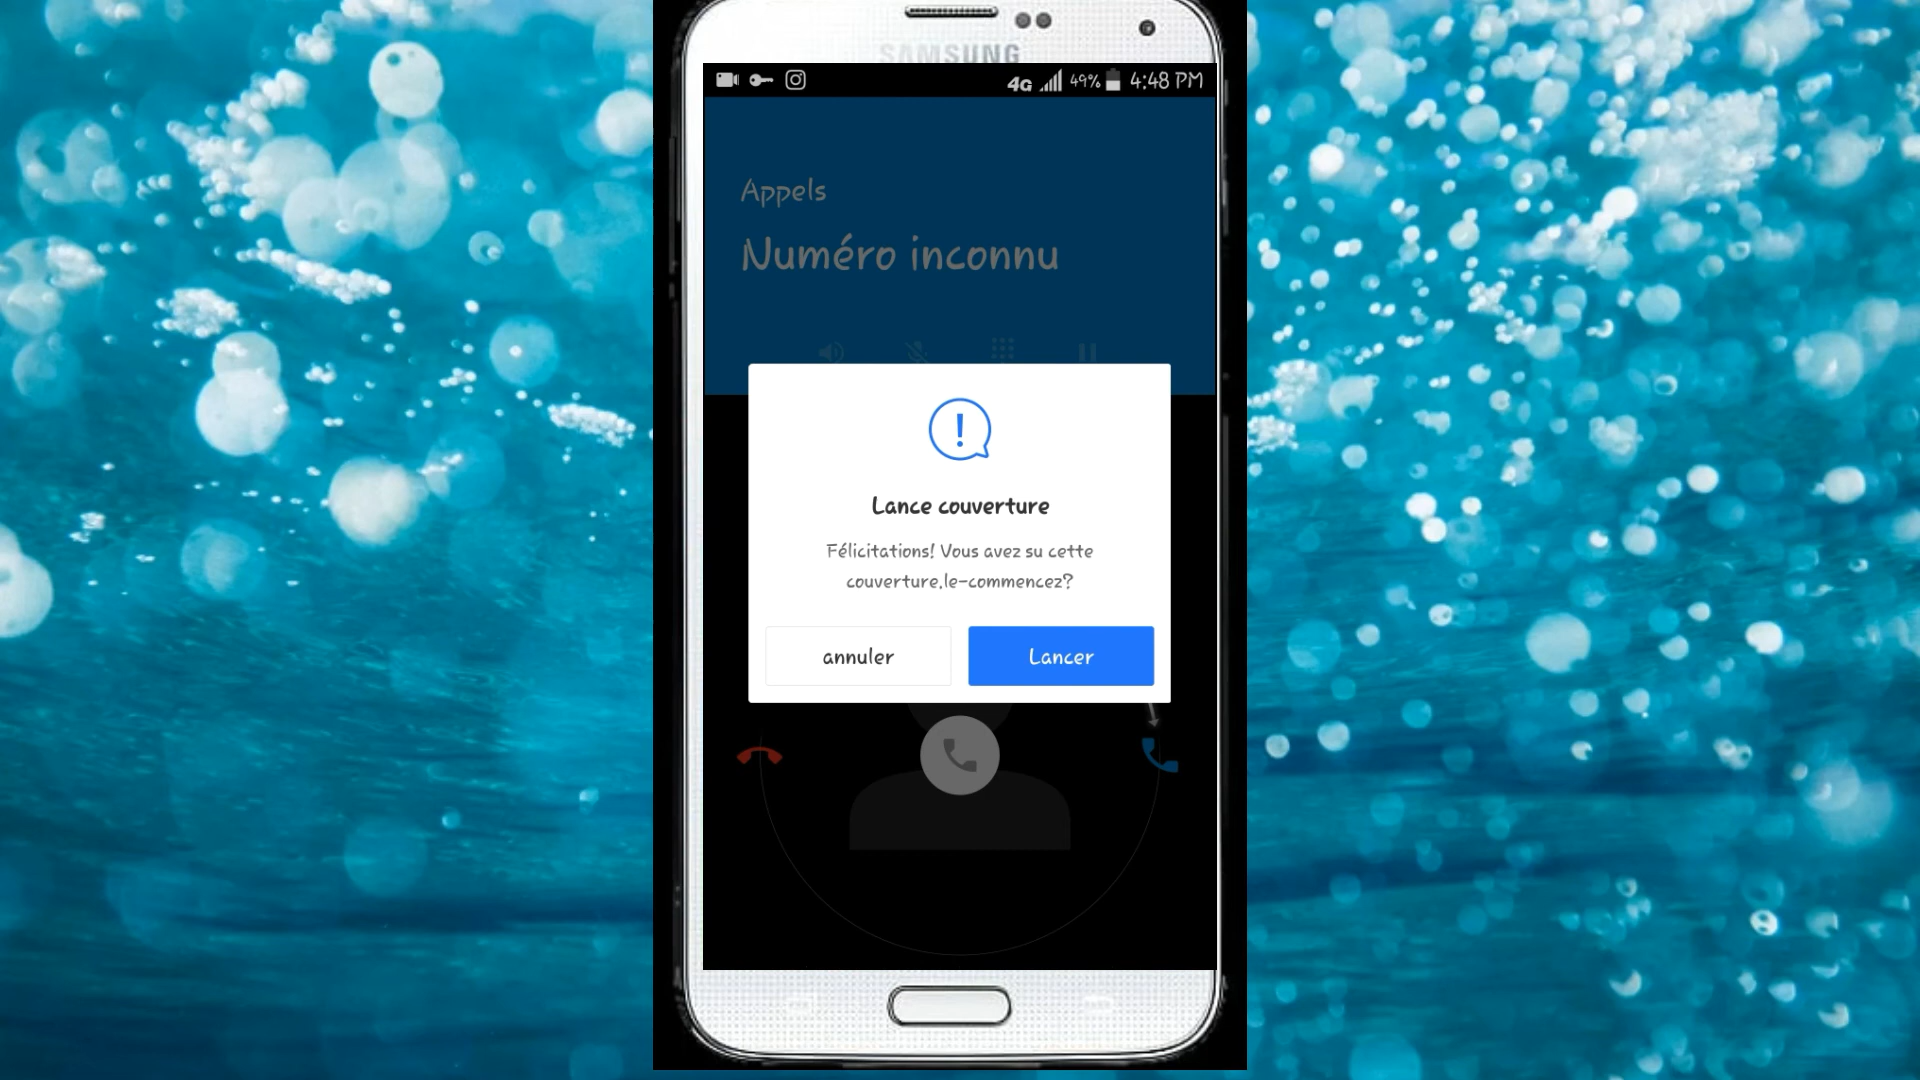 SAMSUNG
4G 49% 4:48 PM
Appels
Numéro inconnu
Lance couverture
Félicitations! Vous avez su cette
couverture,le-commencez?
annuler
Lancer